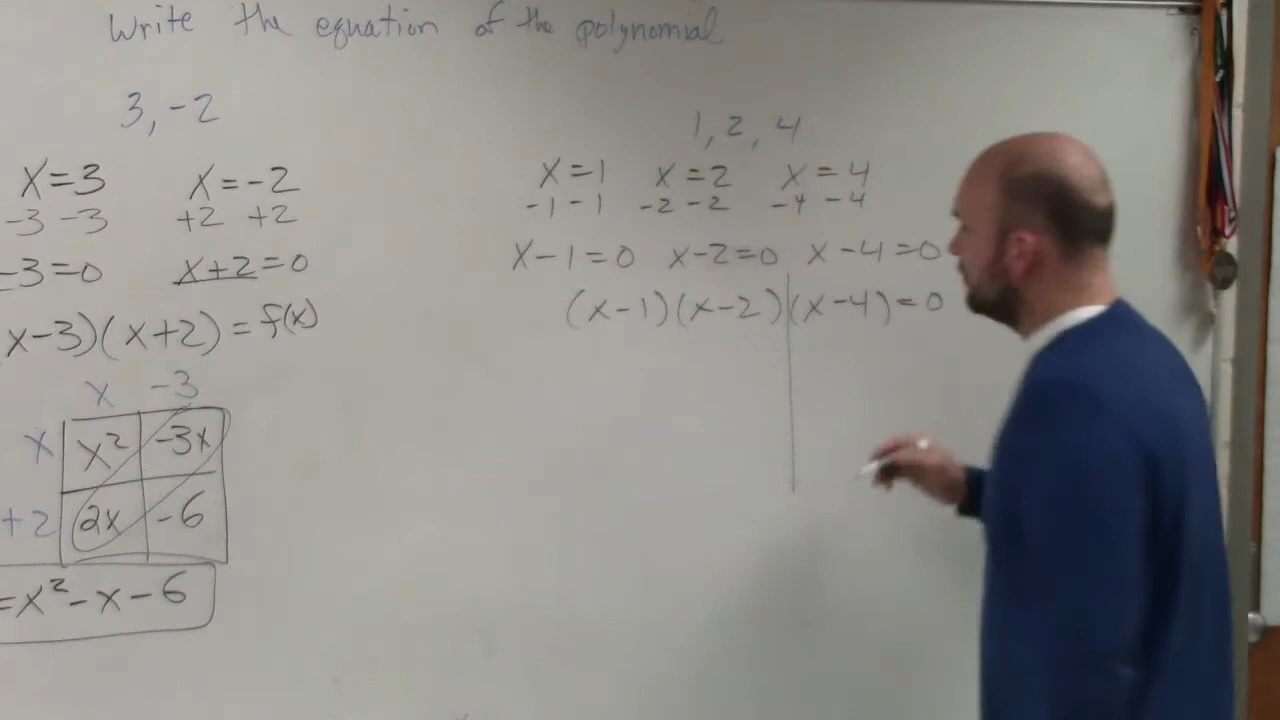 Write the equation of the polynomial
3, -2
x=3 x=-2
-3 -3 +2 +2
-3=0 x+2=0
x-3)(x+2)=f(x)
x -3
x x² -3x
+2 2x -6
=x²-x-6
1, 2, 4
x=1 x=2 x=4
-1 -1 -2 -2 -4 -4
x-1=0 x-2=0 x-4=0
(x-1)(x-2)(x-4)=0